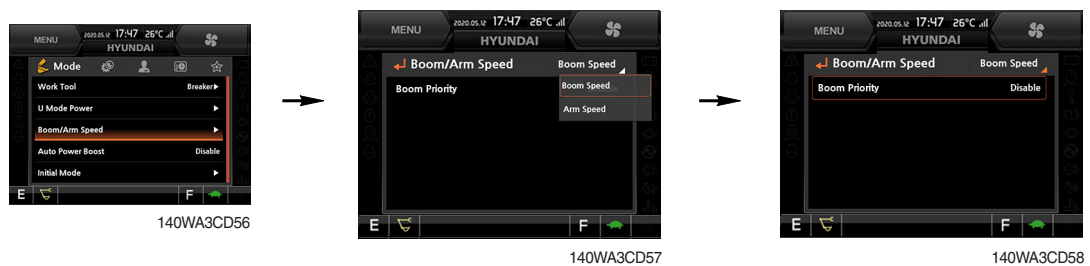 MENU 2020.05.12 17:47 26°C
HYUNDAI
Mode
Work Tool Breaker
U Mode Power
Boom/Arm Speed
Auto Power Boost Disable
Initial Mode
E F
140WA3CD56
MENU 2020.05.12 17:47 26°C
HYUNDAI
Boom/Arm Speed Boom Speed
Boom Priority Boom Speed
Arm Speed
E F
140WA3CD57
MENU 2020.05.12 17:47 26°C
HYUNDAI
Boom/Arm Speed Boom Speed
Boom Priority Disable
E F
140WA3CD58